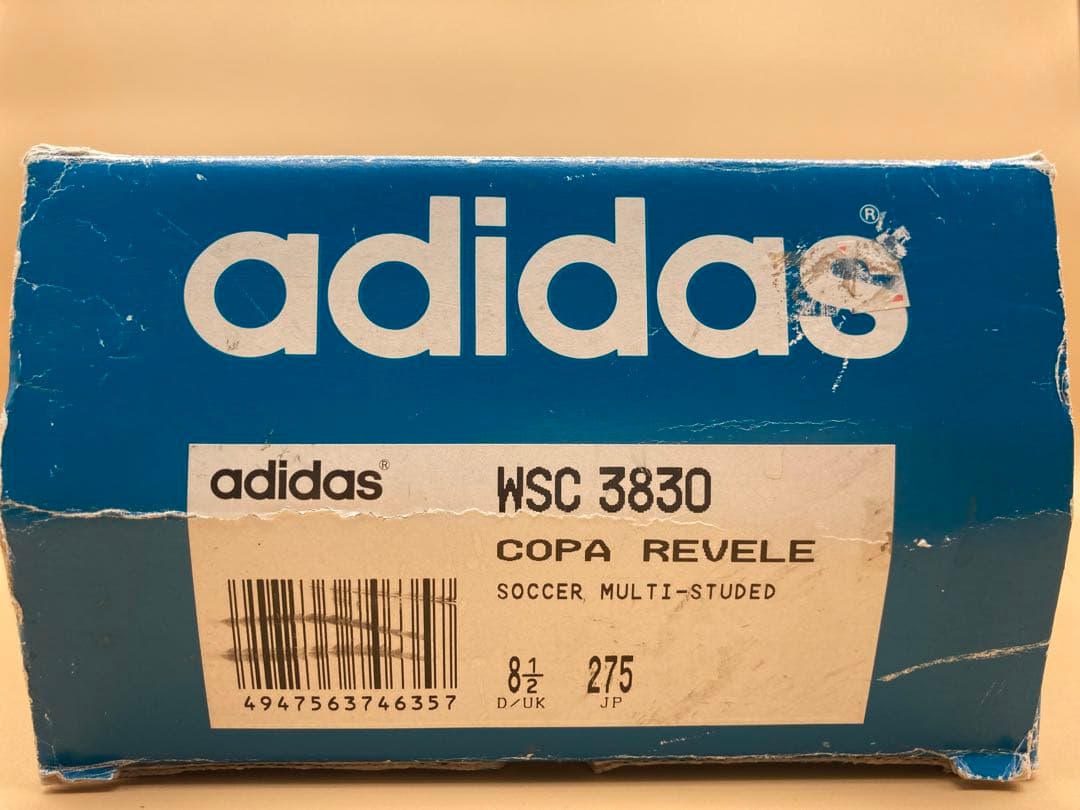 adidas®
adidas®
WSC 3830
COPA REVELE
SOCCER MULTI-STUDED
8½ 275
D/UK JP
4947563746357